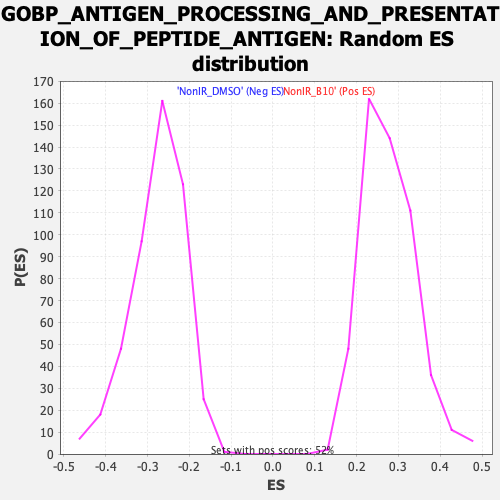 GOBP_ANTIGEN_PROCESSING_AND_PRESENTAT
ION_OF_PEPTIDE_ANTIGEN: Random ES
distribution
'NonIR_DMSO' (Neg ES) 'NonIR_B10' (Pos ES)
170
160
150
140
130
120
110
100
90
80
70
60
50
40
30
20
10
0
P(ES)
Sets with pos scores: 52%
-0.5 -0.4 -0.3 -0.2 -0.1 0.0 0.1 0.2 0.3 0.4 0.5
ES